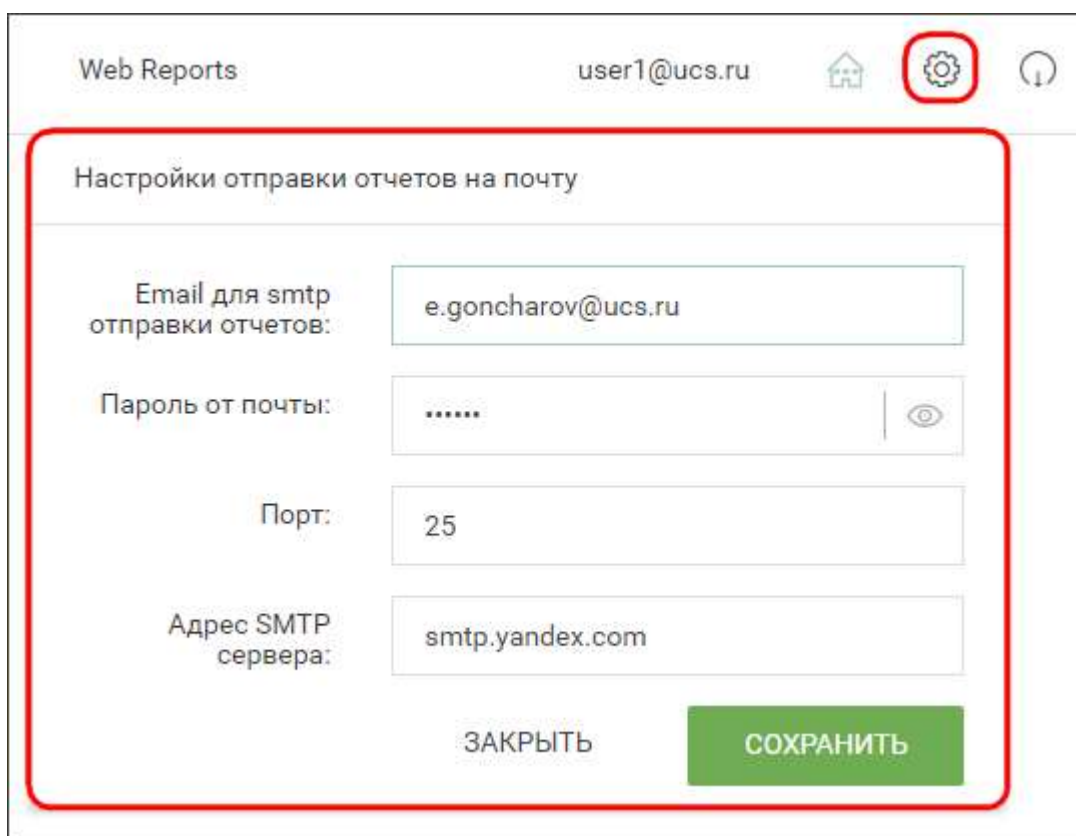 Web Reports user1@ucs.ru
Настройки отправки отчетов на почту
Email для smtp
отправки отчетов:
e.goncharov@ucs.ru
Пароль от почты:
••••••
Порт:
25
Адрес SMTP
сервера:
smtp.yandex.com
ЗАКРЫТЬ СОХРАНИТЬ